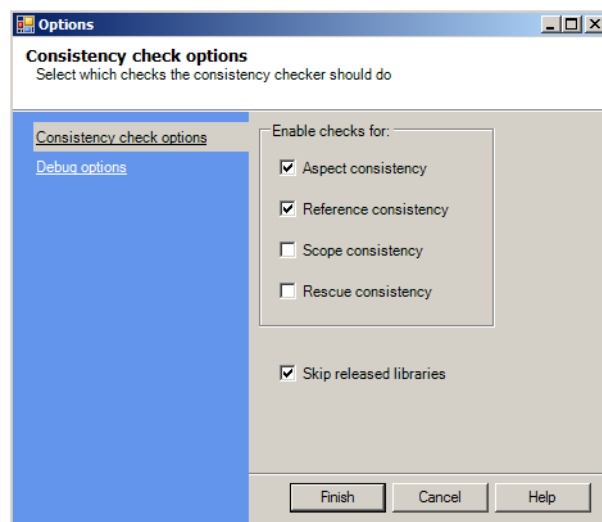 Options
Consistency check options
Select which checks the consistency checker should do
Consistency check options
Debug options
Enable checks for:
Aspect consistency
Reference consistency
Scope consistency
Rescue consistency
Skip released libraries
Finish Cancel Help